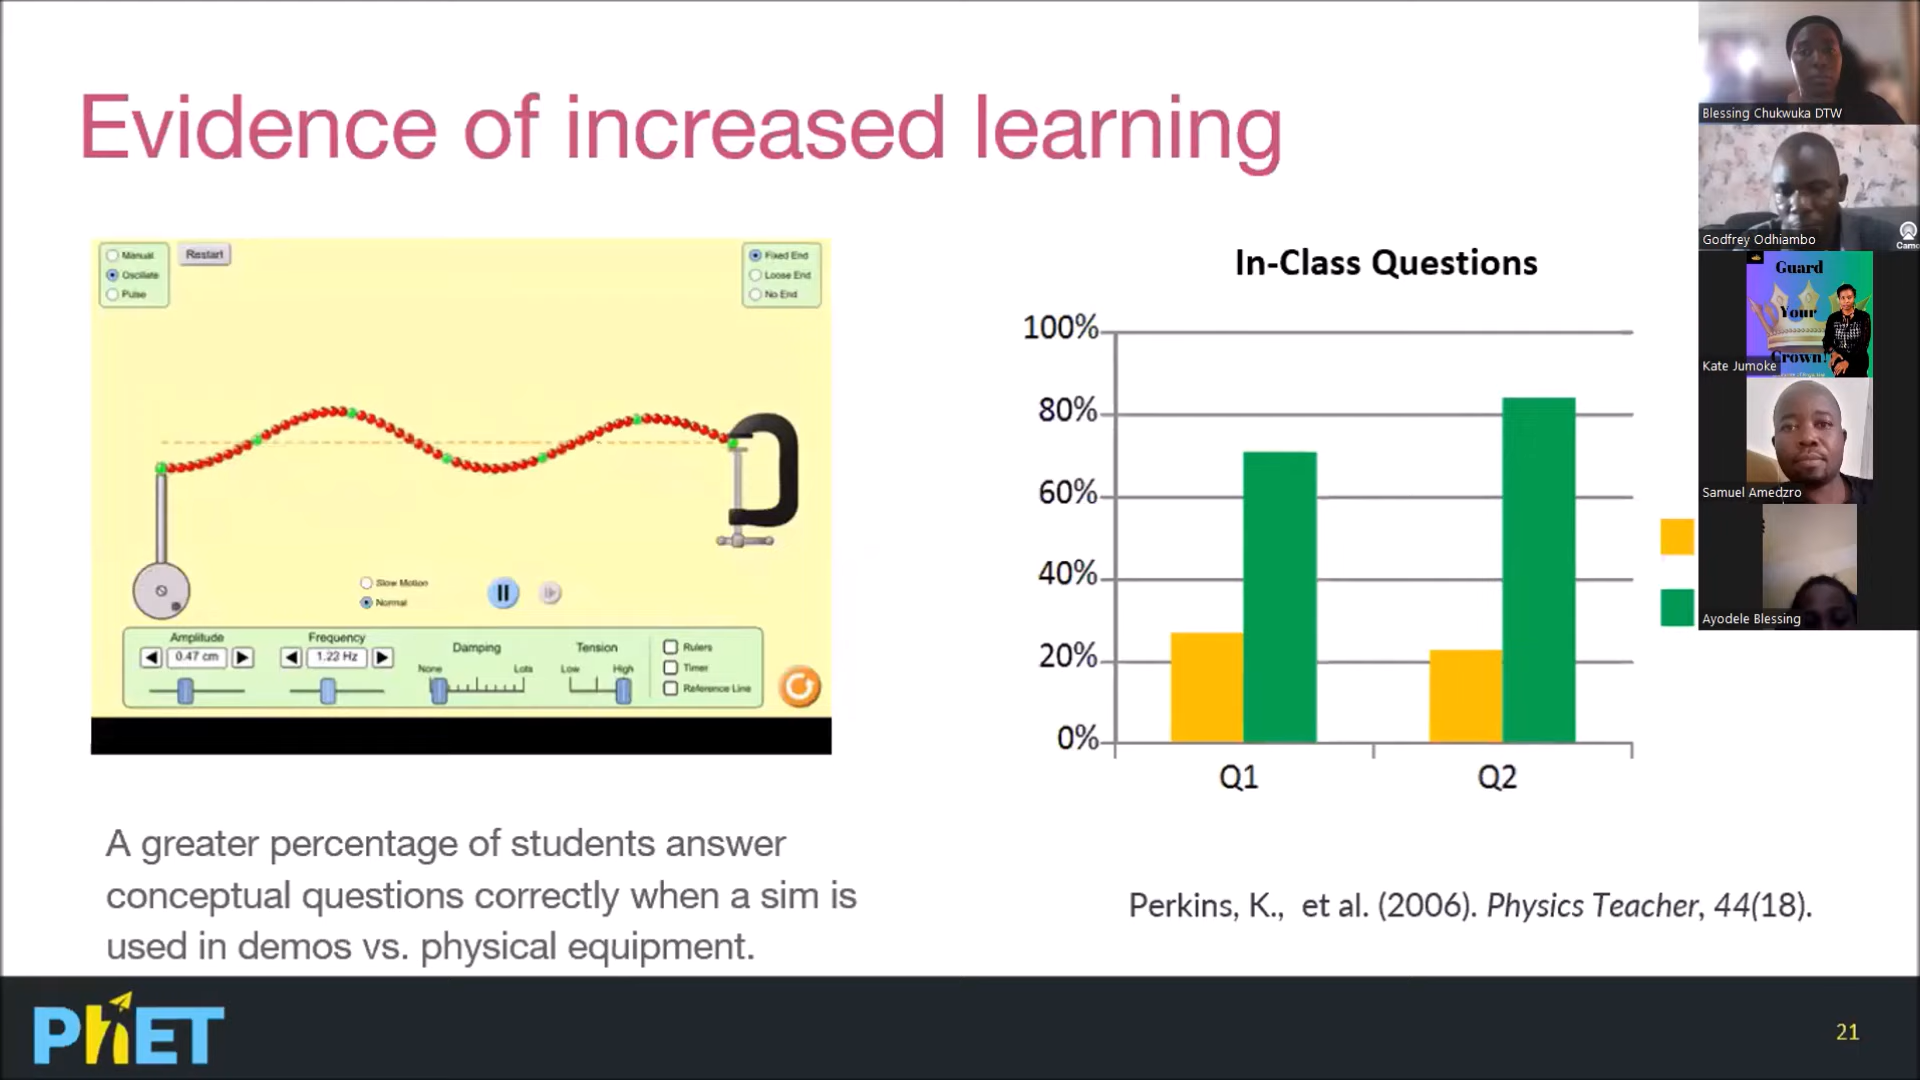 Evidence of increased learning
Manual
Oscillate
Pulse
Restart
Fixed End
Loose End
No End
Slow Motion
Normal
Amplitude
0.47 cm
Frequency
1.22 Hz
Damping
None
Lots
Tension
Low
High
Rulers
Timer
Reference Line
In-Class Questions
100%
80%
60%
40%
20%
0%
Q1
Q2
A greater percentage of students answer
conceptual questions correctly when a sim is
used in demos vs. physical equipment.
Perkins, K., et al. (2006). Physics Teacher, 44(18).
PhET
21
Blessing Chukwuka DTW
Godfrey Odhiambo
Guard
Your
Crown!
Kate Jumoke
Samuel Amedzro
Ayodele Blessing